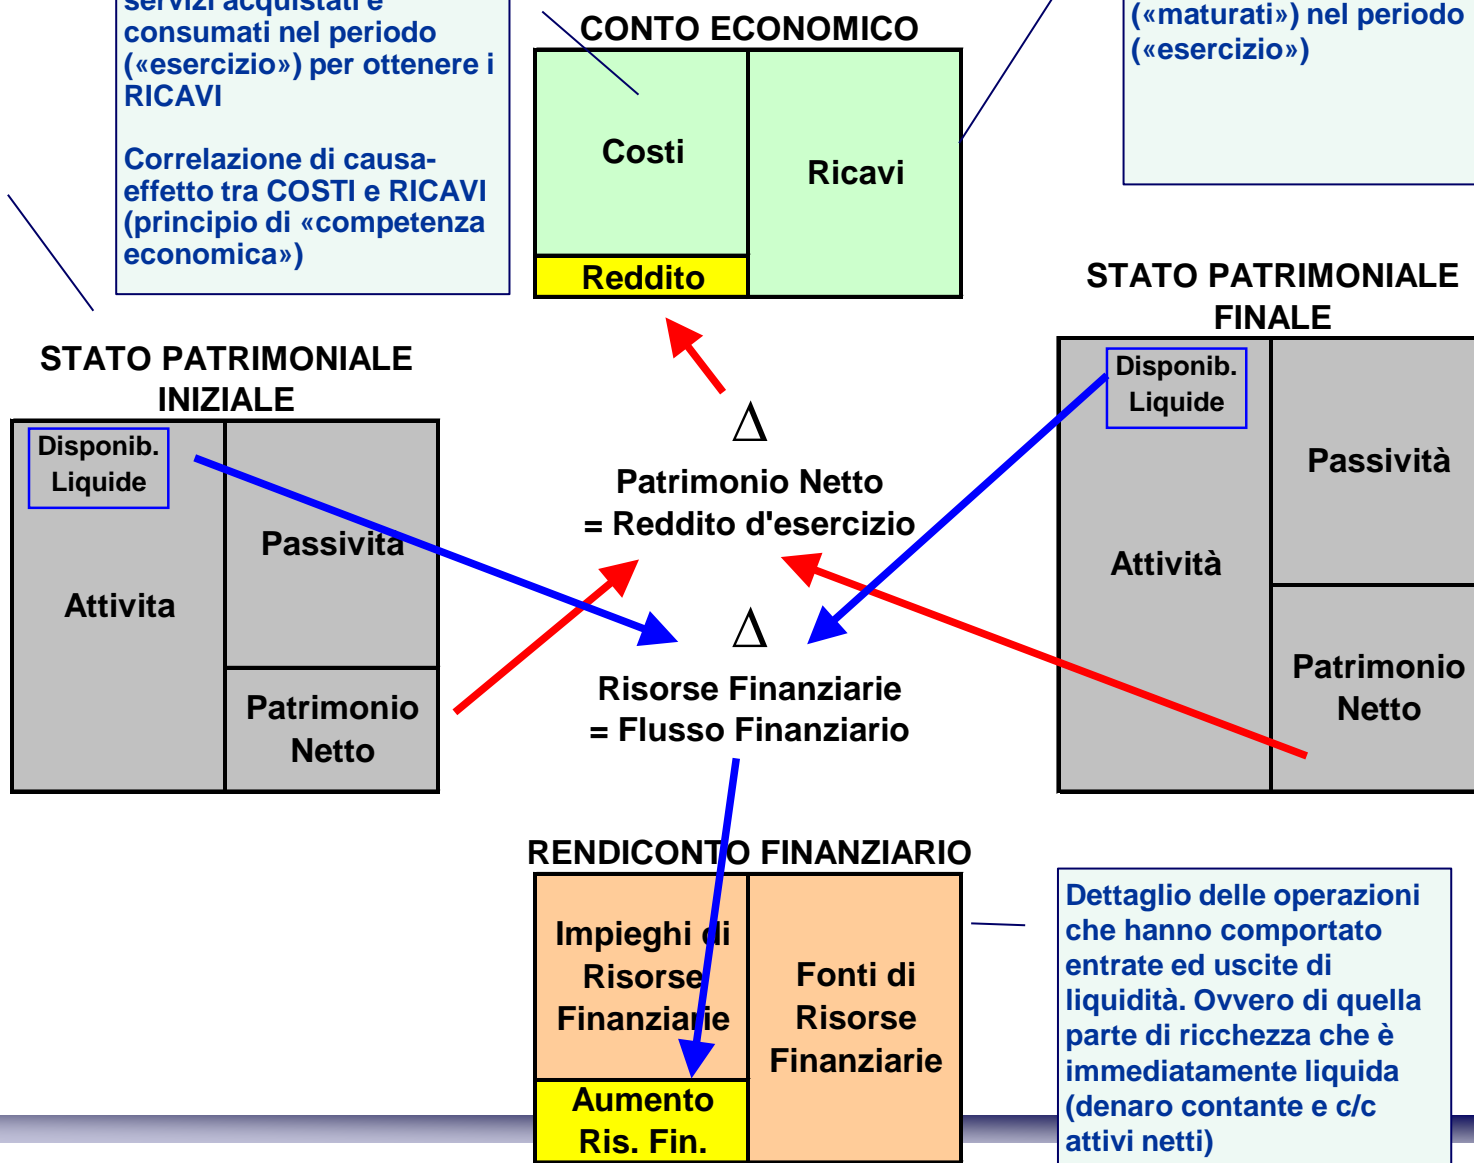 servizi acquistati e
consumati nel periodo
(«esercizio») per ottenere i
RICAVI
Correlazione di causa-
effetto tra COSTI e RICAVI
(principio di «competenza
economica»)
CONTO ECONOMICO
Costi
Ricavi
Reddito
(«maturati») nel periodo
(«esercizio»)
STATO PATRIMONIALE
INIZIALE
Disponib.
Liquide
Passività
Attivita
Patrimonio
Netto
Δ
Patrimonio Netto
= Reddito d'esercizio
Δ
Risorse Finanziarie
= Flusso Finanziario
STATO PATRIMONIALE
FINALE
Disponib.
Liquide
Passività
Attività
Patrimonio
Netto
RENDICONTO FINANZIARIO
Impieghi di
Risorse
Finanziarie
Fonti di
Risorse
Finanziarie
Aumento
Ris. Fin.
Dettaglio delle operazioni
che hanno comportato
entrate ed uscite di
liquidità. Ovvero di quella
parte di ricchezza che è
immediatamente liquida
(denaro contante e c/c
attivi netti)